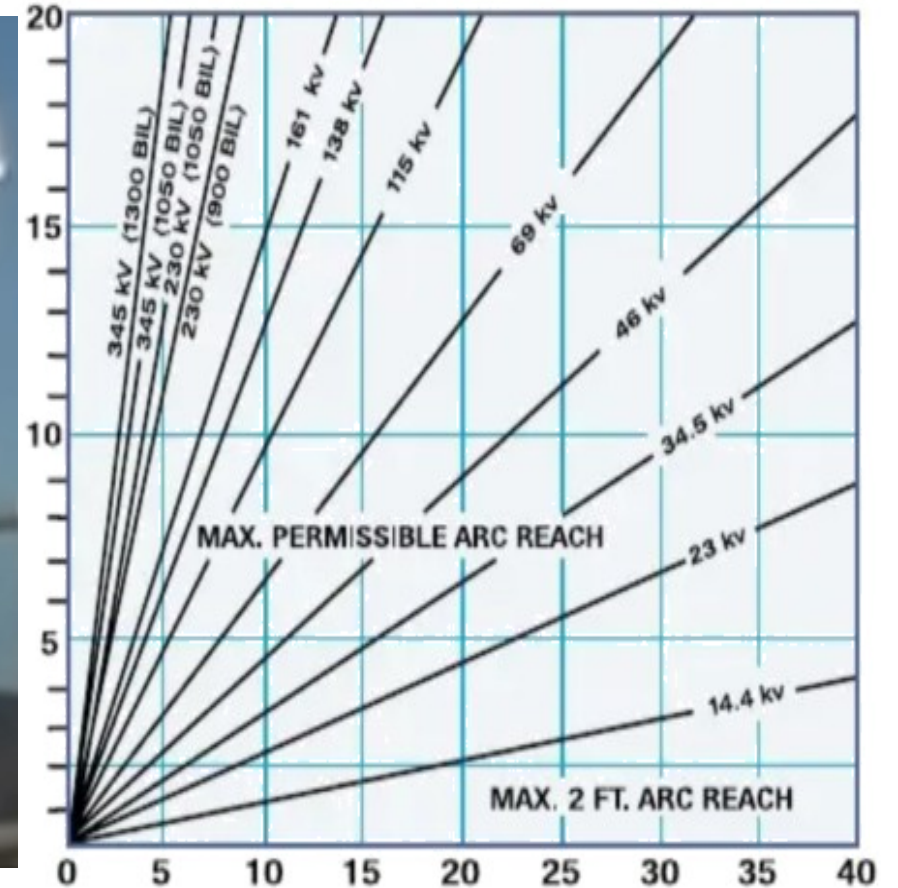 20
15
10
5
0 5 10 15 20 25 30 35 40
345 kV (1300 BIL)
345 kV (1050 BIL)
230 kV (1050 BIL)
230 kV (900 BIL)
161 kv
138 kv
115 kv
69 kv
46 kv
34.5 kv
23 kv
14.4 kv
MAX. PERMISSIBLE ARC REACH
MAX. 2 FT. ARC REACH